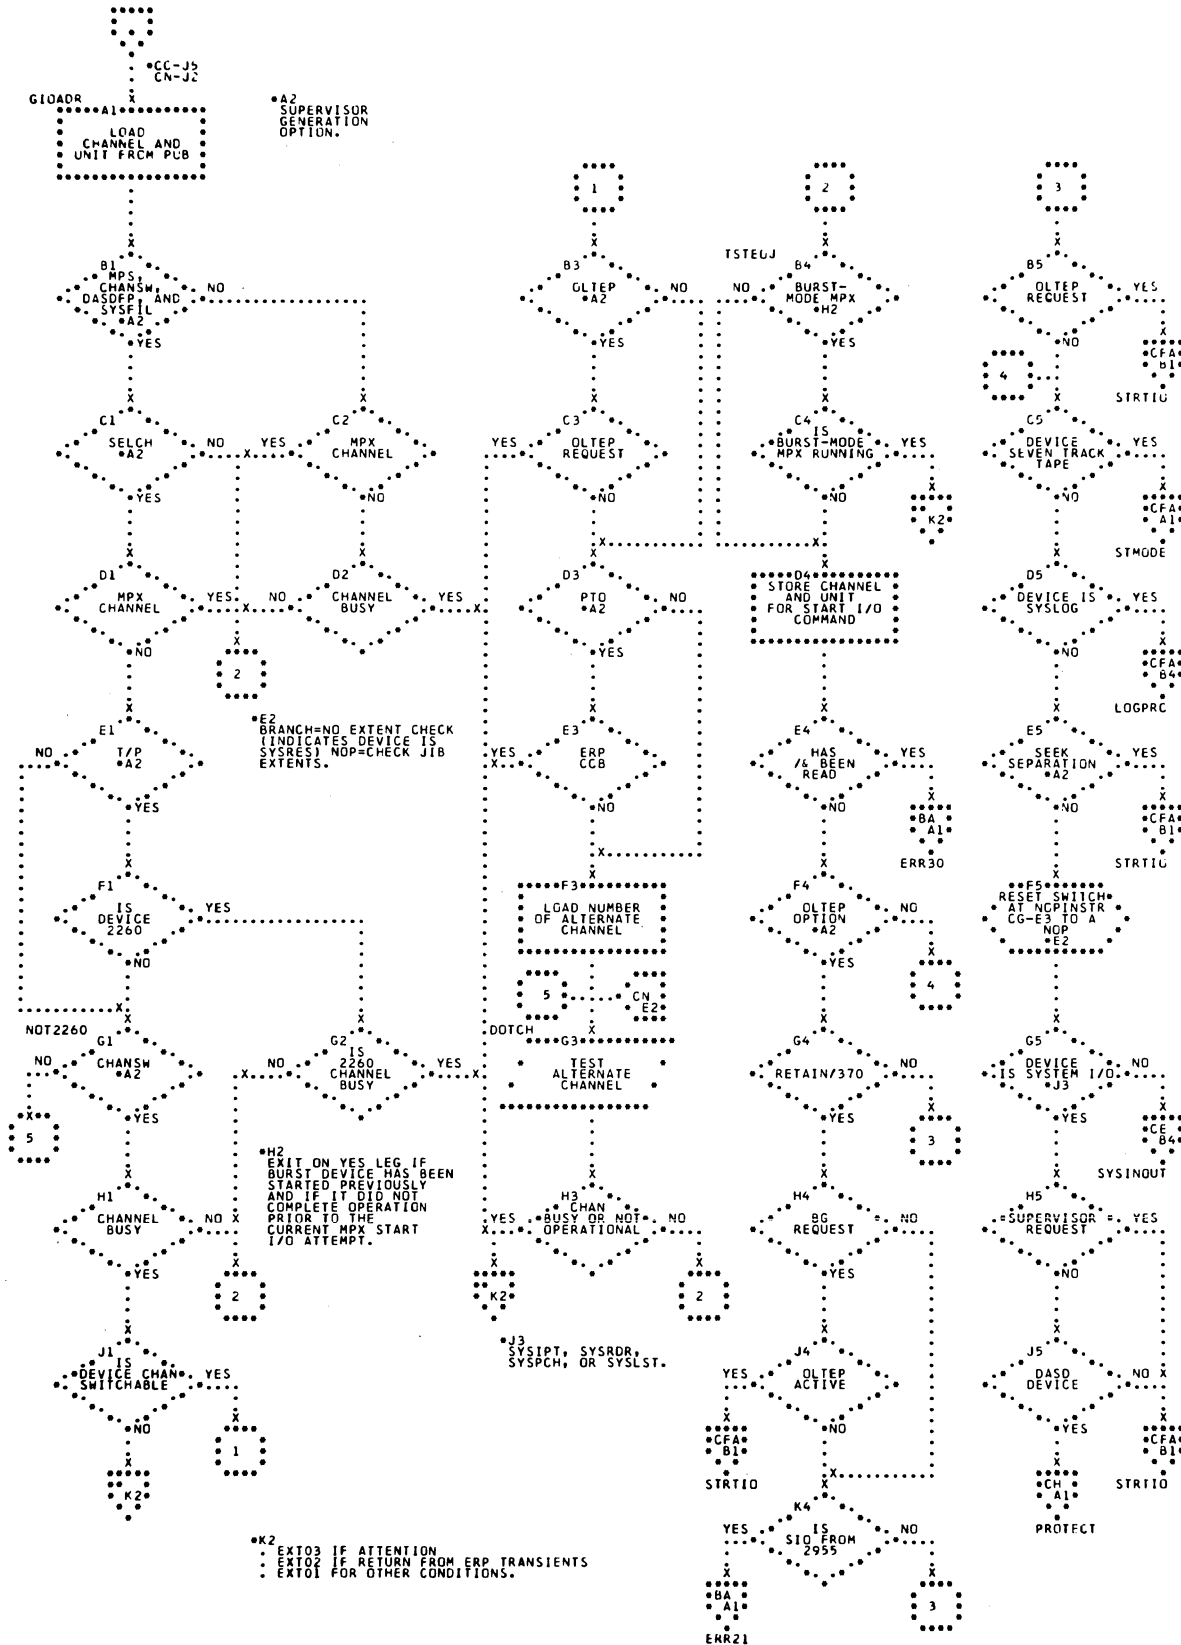 *CC-J5
CN-J2
GIOADR
A1
LOAD
CHANNEL AND
UNIT FROM PUB
*A2
SUPERVISOR
GENERATION
OPTION.
B1
MPS,
CHANSW,
DASDFP, AND
SYSFIL
*A2
NO
YES
C1
SELCH
*A2
NO
YES
C2
MPX
CHANNEL
YES
NO
D1
MPX
CHANNEL
YES
NO
D2
CHANNEL
BUSY
NO
YES
2
*E2
BRANCH=NO EXTENT CHECK
(INDICATES DEVICE IS
SYSRES) NOP=CHECK JIB
EXTENTS.
E1
T/P
*A2
NO
YES
F1
IS
DEVICE
2260
YES
NO
NOT2260
G1
CHANSW
*A2
NO
YES
5
G2
IS
2260
CHANNEL
BUSY
NO
YES
*H2
EXIT ON YES LEG IF
BURST DEVICE HAS BEEN
STARTED PREVIOUSLY
AND IF IT DID NOT
COMPLETE OPERATION
PRIOR TO THE
CURRENT MPX START
I/O ATTEMPT.
H1
CHANNEL
BUSY
NO
YES
2
J1
IS
DEVICE CHAN
SWITCHABLE
YES
NO
1
K2
*K2
EXT03 IF ATTENTION
EXT02 IF RETURN FROM ERP TRANSIENTS
EXT01 FOR OTHER CONDITIONS.
1
B3
OLTEP
*A2
NO
YES
C3
OLTEP
REQUEST
YES
NO
D3
PTO
*A2
NO
YES
E3
ERP
CCB
YES
NO
F3
LOAD NUMBER
OF ALTERNATE
CHANNEL
5
CN
E2
DOTCH
G3
TEST
ALTERNATE
CHANNEL
H3
CHAN
BUSY OR NOT
OPERATIONAL
YES
NO
K2
2
*J3
SYSIPT, SYSRDR,
SYSPCH, OR SYSLST.
2
TSTEOJ
B4
BURST-
MODE MPX
*H2
NO
YES
C4
IS
BURST-MODE
MPX RUNNING
YES
NO
K2
D4
STORE CHANNEL
AND UNIT
FOR START I/O
COMMAND
E4
HAS
/& BEEN
READ
YES
NO
BA
A1
ERR30
F4
OLTEP
OPTION
*A2
NO
YES
4
G4
RETAIN/370
NO
YES
3
H4
BG
REQUEST
NO
YES
J4
OLTEP
ACTIVE
YES
NO
CFA
B1
STRTIO
K4
IS
SIO FROM
2955
YES
NO
BA
A1
ERR21
3
3
B5
OLTEP
REQUEST
YES
NO
CFA
B1
STRTIO
4
C5
DEVICE
SEVEN TRACK
TAPE
YES
NO
CFA
A1
STMODE
D5
DEVICE IS
SYSLOG
YES
NO
CFA
B4
LOGPRC
E5
SEEK
SEPARATION
*A2
YES
NO
CFA
B1
STRTIO
F5
RESET SWITCH
AT NOPINSTR
CG-E3 TO A
NOP
*E2
G5
DEVICE
IS SYSTEM I/O
*J3
NO
YES
CE
B4
SYSINOUT
H5
SUPERVISOR
REQUEST
YES
NO
J5
DASD
DEVICE
NO
YES
CFA
B1
STRTIO
CH
A1
PROTECT